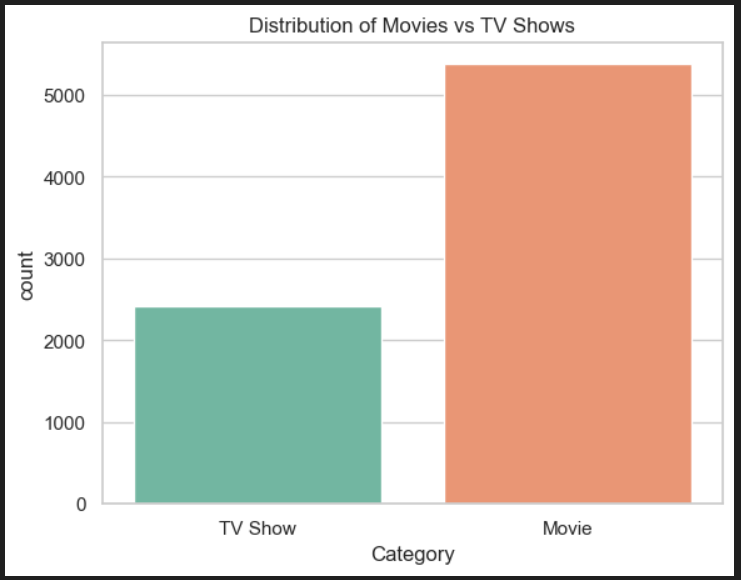 Distribution of Movies vs TV Shows
5000
4000
3000
2000
1000
0
count
TV Show
Movie
Category